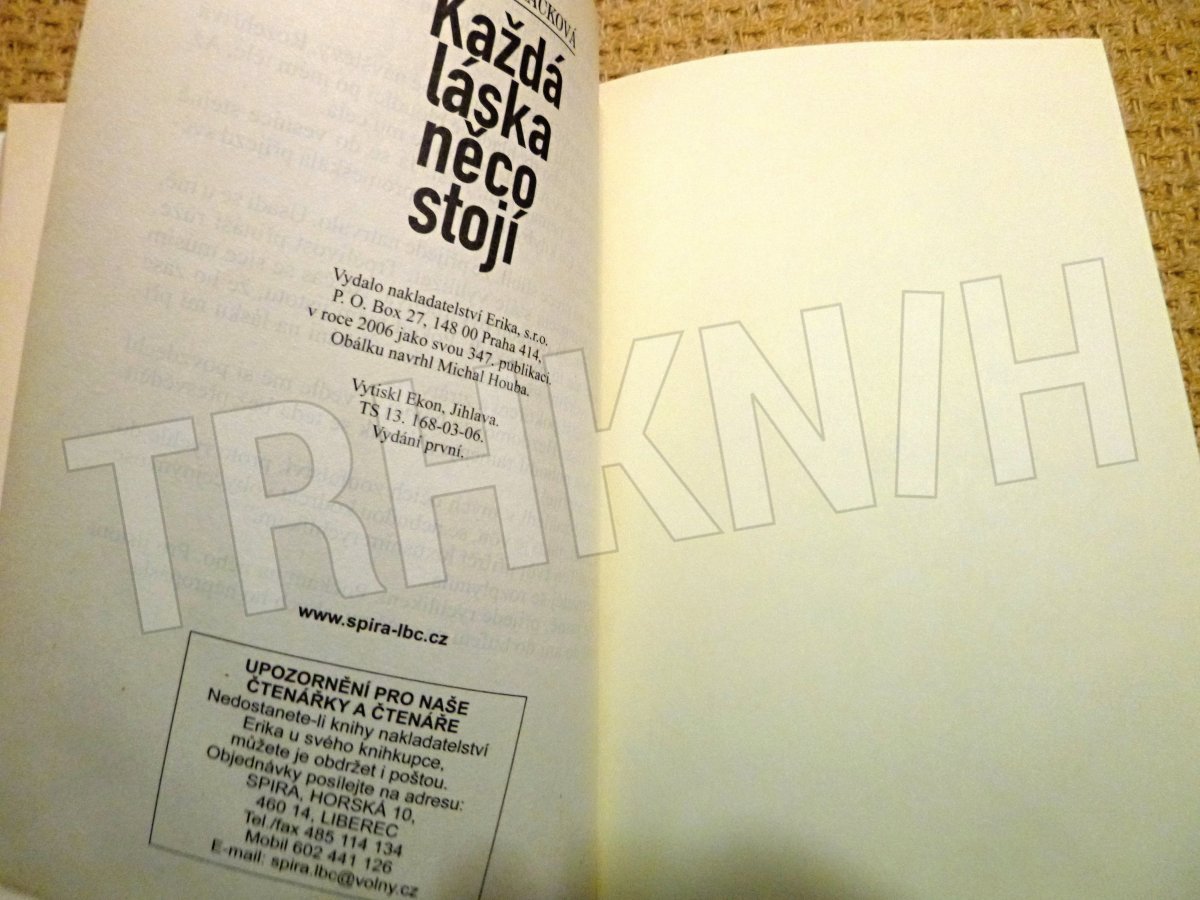 Každá
láska
něco
stojí
Vydalo nakladatelství Erika, s.r.o.
P. O. Box 27, 148 00 Praha 414,
v roce 2006 jako svou 347. publikaci.
Obálku navrhl Michal Houba.
Vytiskl Ekon, Jihlava.
TS 13. 168-03-06.
Vydání první.
TRHKNIH
www.spira-lbc.cz
UPOZORNĚNÍ PRO NAŠE
ČTENÁŘKY A ČTENÁŘE
Nedostanete-li knihy nakladatelství
Erika u svého knihkupce,
můžete je obdržet i poštou.
Objednávky posílejte na adresu:
SPIRA, HORSKÁ 10,
460 14, LIBEREC
Tel./fax 485 114 134
Mobil 602 441 126
E-mail: spira.lbc@volny.cz